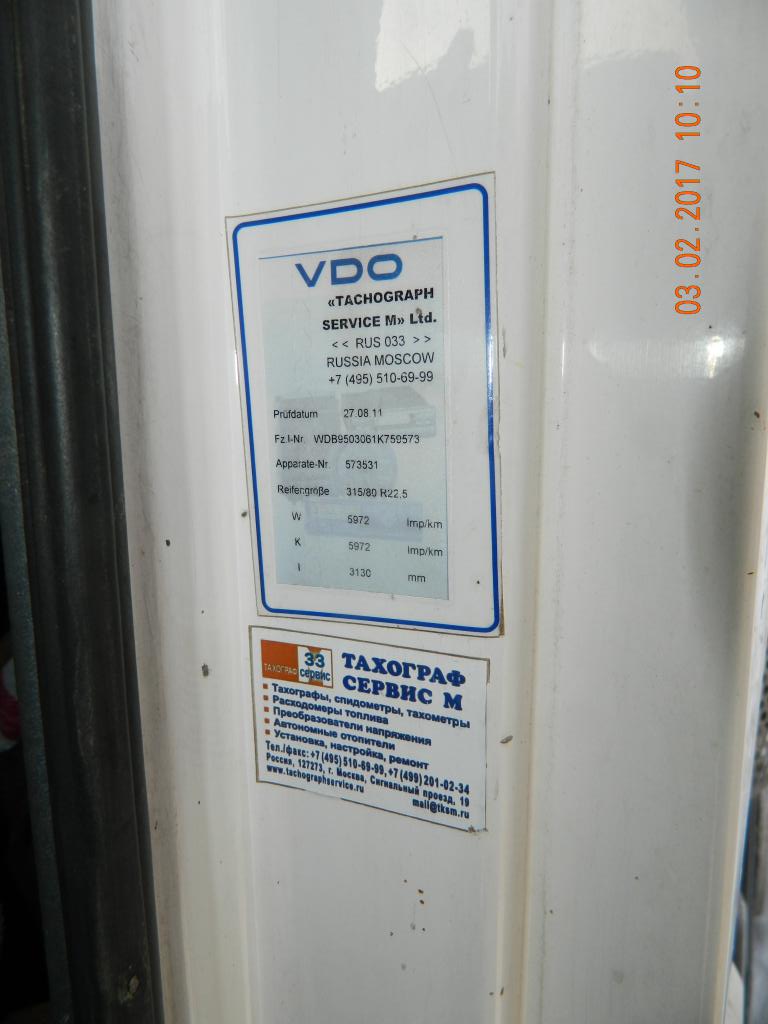 03.02.2017 10:10
VDO
«TACHOGRAPH
SERVICE M» Ltd.
<< RUS 033 >>
RUSSIA MOSCOW
+7 (495) 510-69-99
Prüfdatum 27.08.11
Fz.I-Nr. WDB9503061K759573
Apparate-Nr. 573531
Reifengröße 315/80 R22.5
W 5972 Imp/km
K 5972 Imp/km
l 3130 mm
ТАХОГРАФ 33 сервис
ТАХОГРАФ
СЕРВИС М
Тахографы, спидометры, тахометры
Расходомеры топлива
Преобразователи напряжения
Автономные отопители
Установка, настройка, ремонт
Тел./факс: +7 (495) 510-69-99, +7 (499) 201-02-34
Россия, 127273, г. Москва, Сигнальный проезд, 19
www.tachographservice.ru mail@tksm.ru